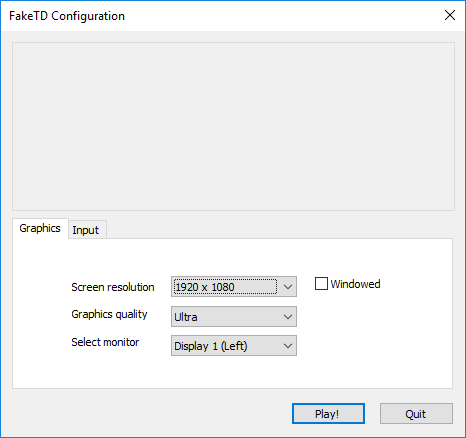 FakeTD Configuration
Graphics Input
Screen resolution 1920 x 1080 Windowed
Graphics quality Ultra
Select monitor Display 1 (Left)
Play! Quit